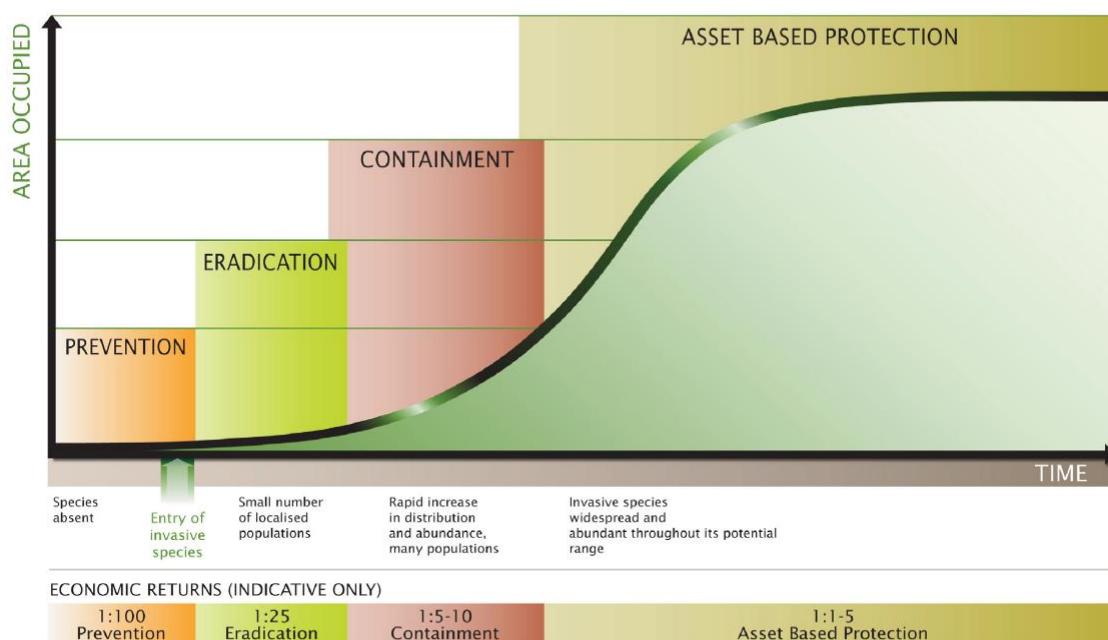 AREA OCCUPIED
ASSET BASED PROTECTION
CONTAINMENT
ERADICATION
PREVENTION
TIME
Species
absent
Entry of
invasive
species
Small number
of localised
populations
Rapid increase
in distribution
and abundance,
many populations
Invasive species
widespread and
abundant throughout its potential
range
ECONOMIC RETURNS (INDICATIVE ONLY)
1:100
Prevention
1:25
Eradication
1:5-10
Containment
1:1-5
Asset Based Protection